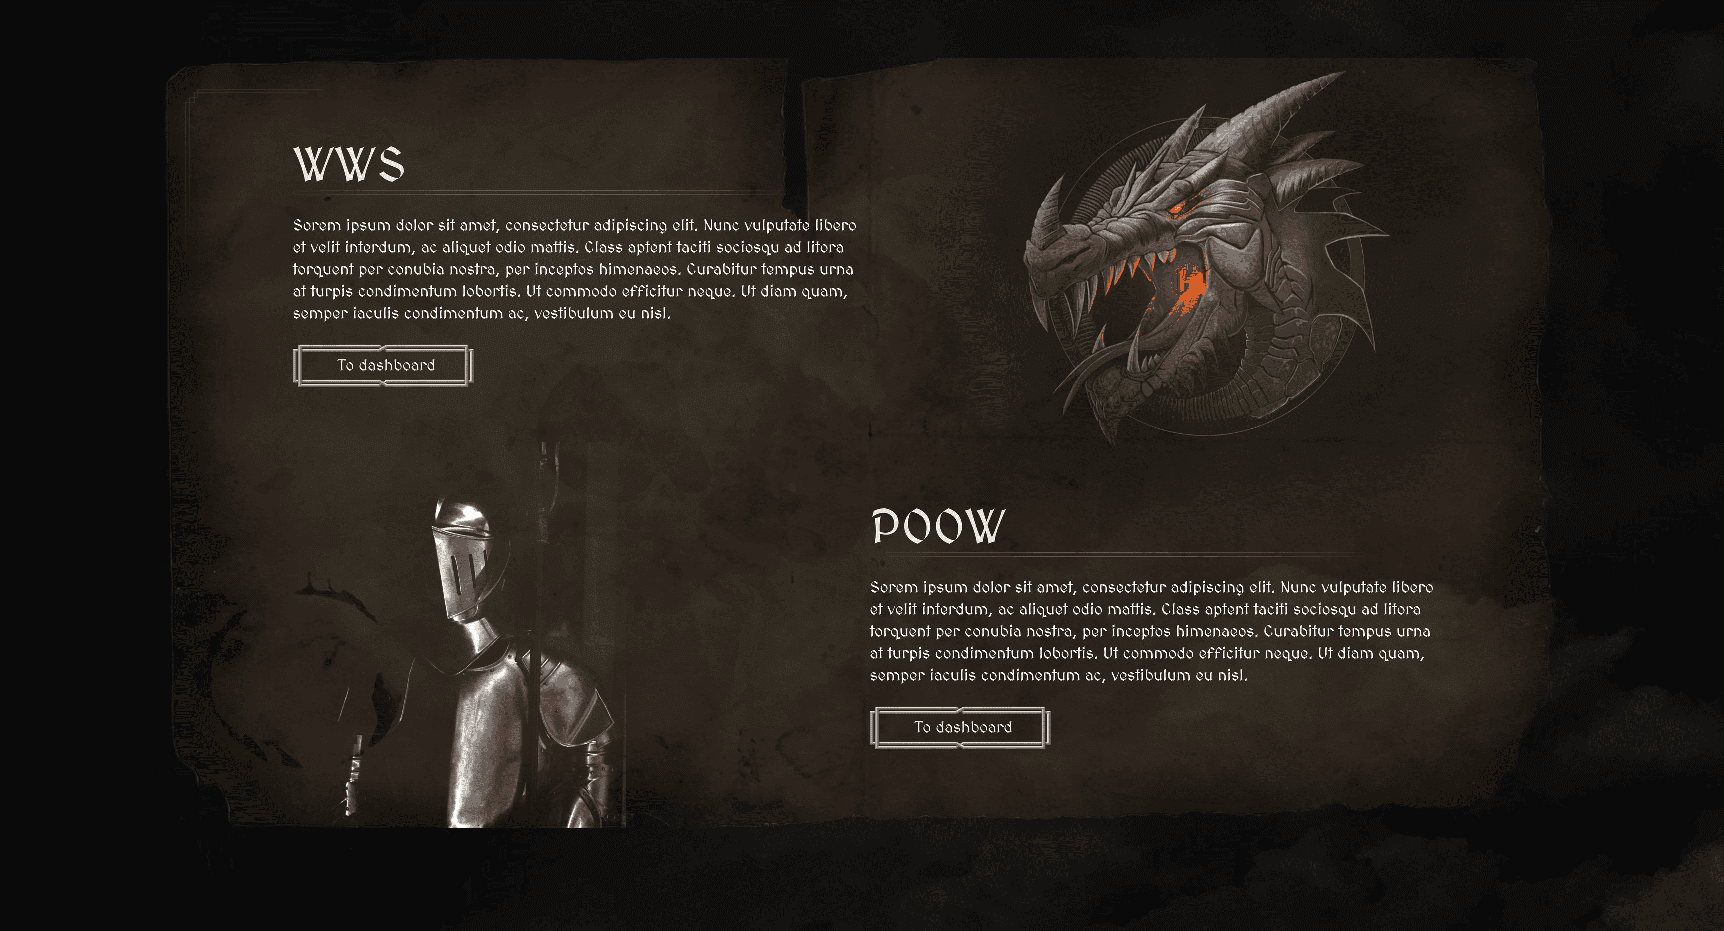 WWS
Sorem ipsum dolor sit amet, consectetur adipiscing elit. Nunc vulputate libero
et velit interdum, ac aliquet odio mattis. Class aptent taciti sociosqu ad litora
torquent per conubia nostra, per inceptos himenaeos. Curabitur tempus urna
at turpis condimentum lobortis. Ut commodo efficitur neque. Ut diam quam,
semper iaculis condimentum ac, vestibulum eu nisl.
To dashboard
POOW
Sorem ipsum dolor sit amet, consectetur adipiscing elit. Nunc vulputate libero
et velit interdum, ac aliquet odio mattis. Class aptent taciti sociosqu ad litora
torquent per conubia nostra, per inceptos himenaeos. Curabitur tempus urna
at turpis condimentum lobortis. Ut commodo efficitur neque. Ut diam quam,
semper iaculis condimentum ac, vestibulum eu nisl.
To dashboard